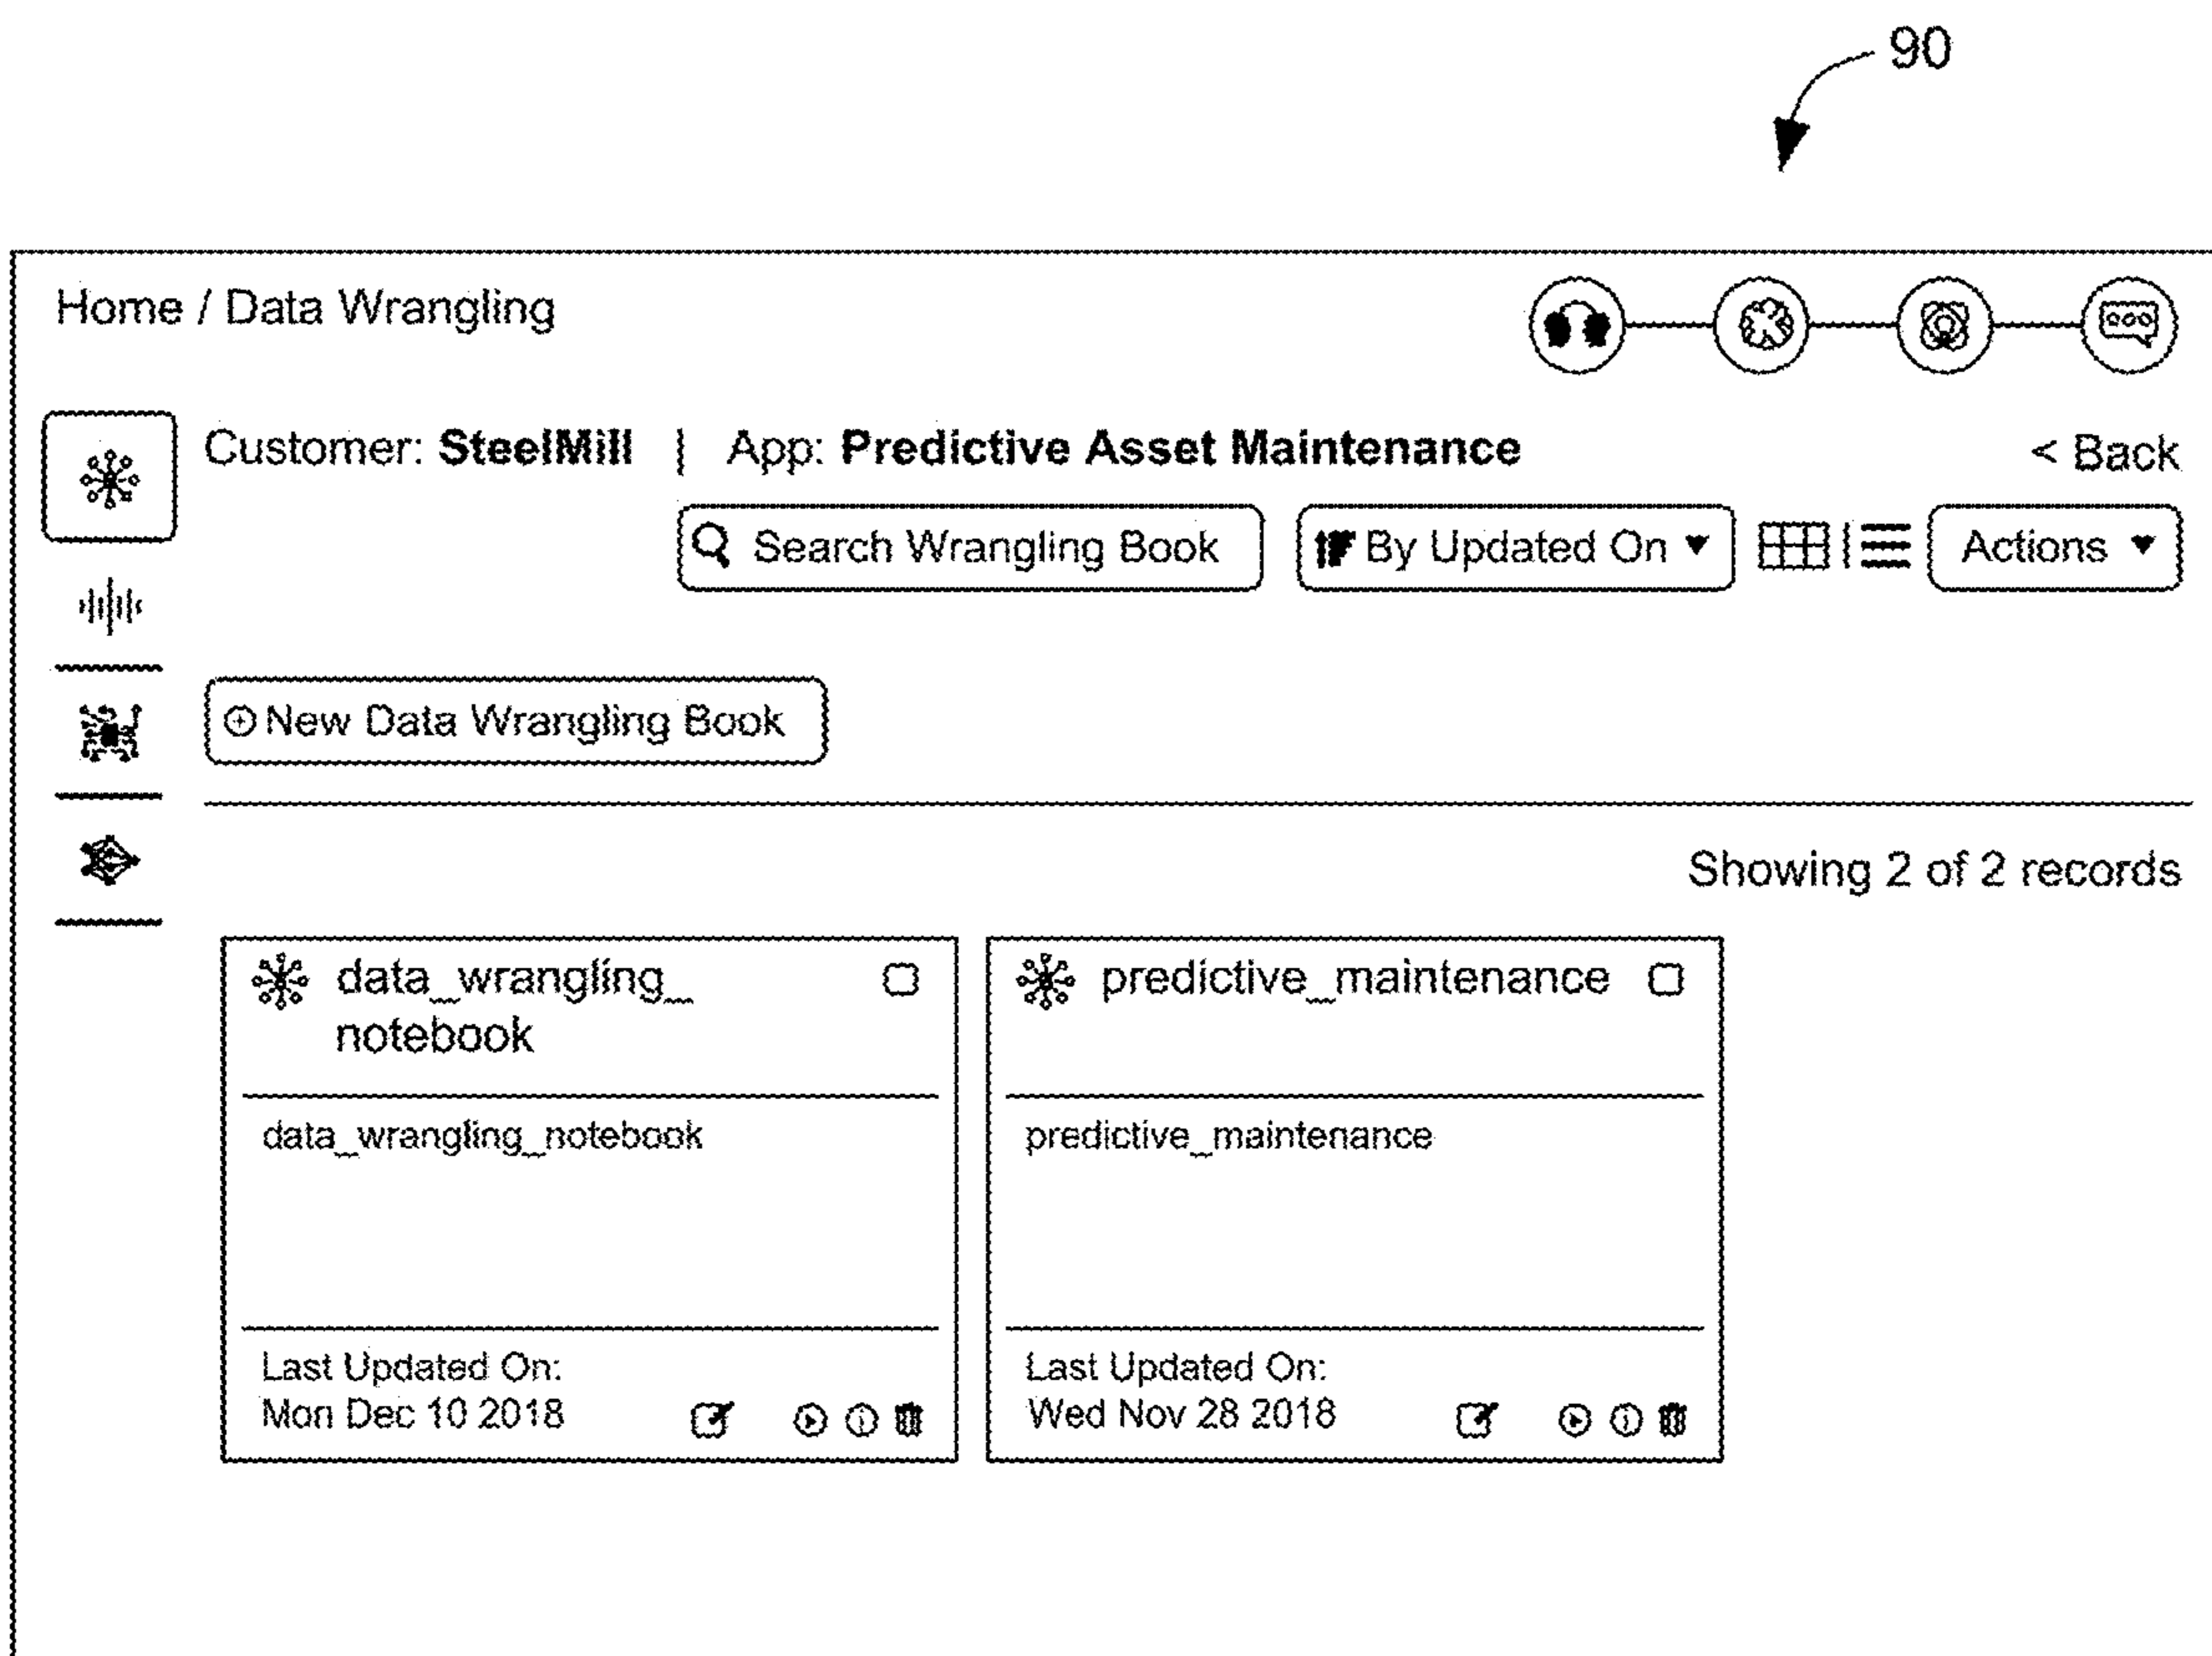 90
Home / Data Wrangling
Customer: SteelMill | App: Predictive Asset Maintenance
< Back
Search Wrangling Book
By Updated On
Actions
New Data Wrangling Book
Showing 2 of 2 records
data_wrangling_
notebook
data_wrangling_notebook
Last Updated On:
Mon Dec 10 2018
predictive_maintenance
predictive_maintenance
Last Updated On:
Wed Nov 28 2018